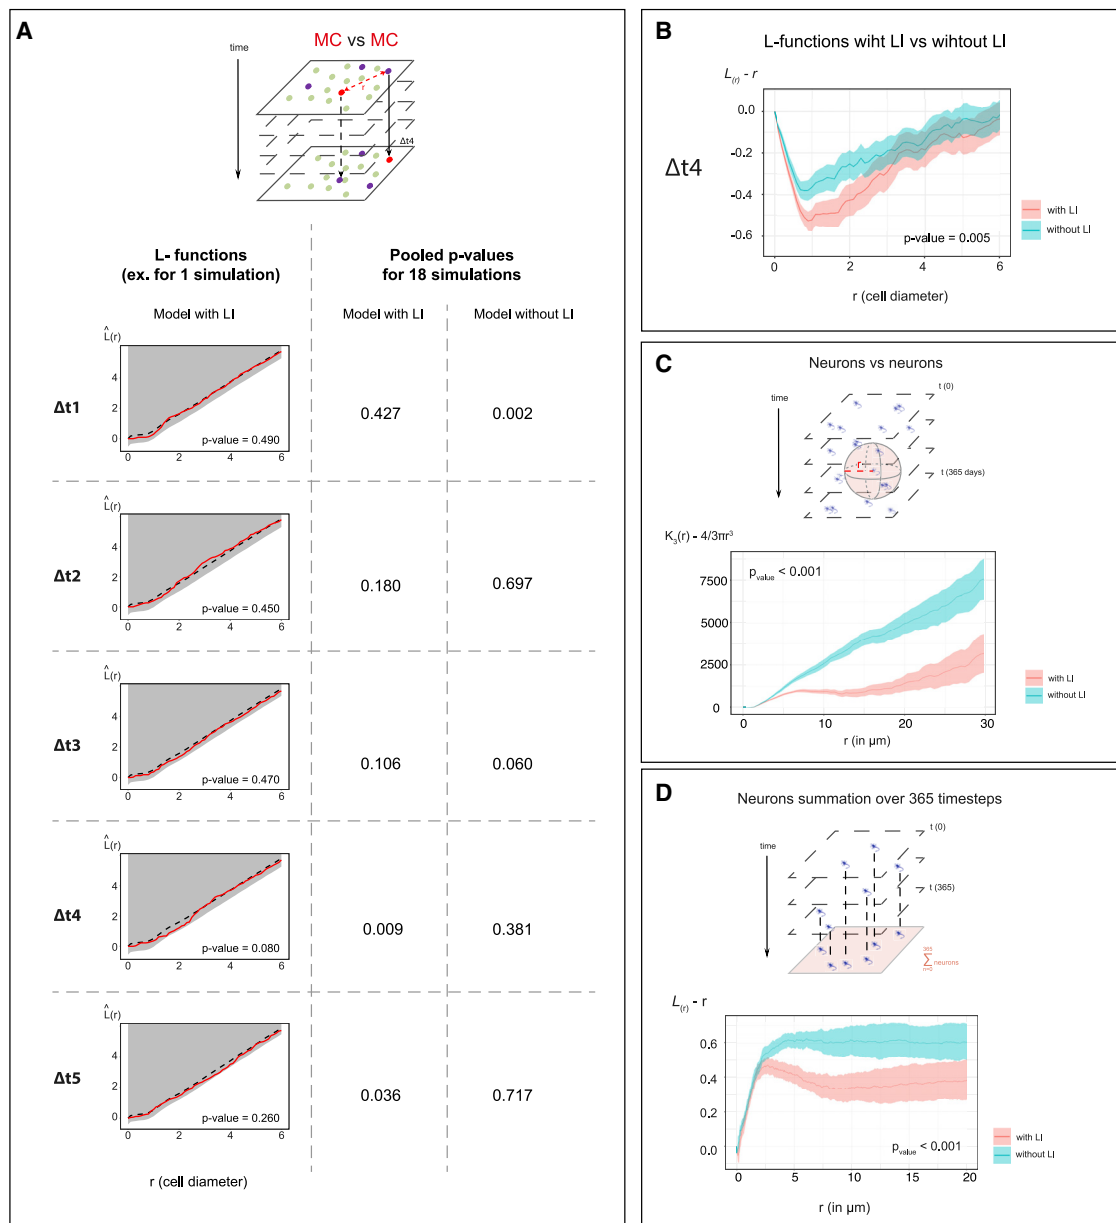 A
MC vs MC
time
r
Δt4
L- functions
(ex. for 1 simulation)
Pooled p-values
for 18 simulations
Model with LI
Model with LI
Model without LI
^
L(r)
4
2
0
0
2
4
6
p-value = 0.490
Δt1
0.427
0.002
^
L(r)
4
2
0
0
2
4
6
p-value = 0.450
Δt2
0.180
0.697
^
L(r)
4
2
0
0
2
4
6
p-value = 0.470
Δt3
0.106
0.060
^
L(r)
4
2
0
0
2
4
6
p-value = 0.080
Δt4
0.009
0.381
^
L(r)
4
2
0
0
2
4
6
p-value = 0.260
Δt5
0.036
0.717
r (cell diameter)
B
L-functions wiht LI vs wihtout LI
L(r) - r
0.0
-0.2
-0.4
-0.6
Δt4
p-value = 0.005
0
2
4
6
r (cell diameter)
with LI
without LI
C
Neurons vs neurons
time
t (0)
r
t (365 days)
K3(r) - 4/3πr³
pvalue < 0.001
7500
5000
2500
0
0
10
20
30
r (in µm)
with LI
without LI
D
Neurons summation over 365 timesteps
time
t (0)
t (365)
365
∑ neurons
n=0
L(r) - r
0.6
0.4
0.2
0.0
pvalue < 0.001
0
5
10
15
20
r (in µm)
with LI
without LI